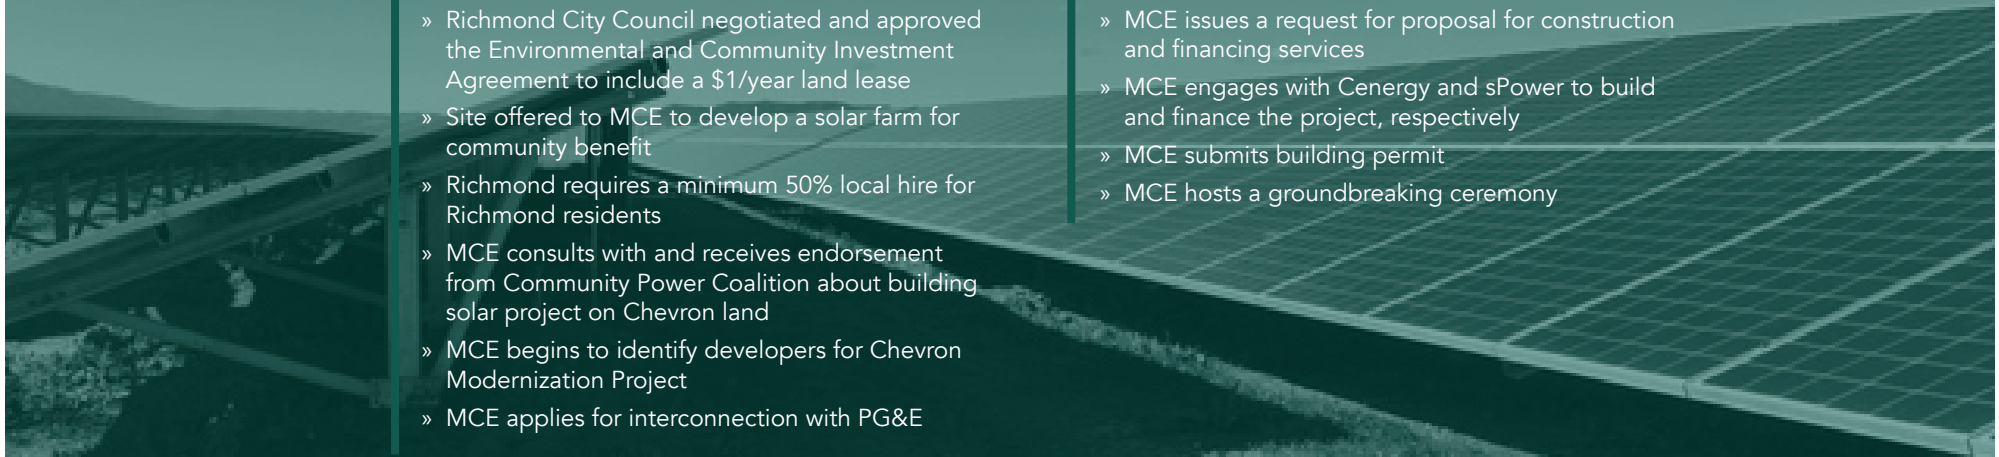 » Richmond City Council negotiated and approved
the Environmental and Community Investment
Agreement to include a $1/year land lease
» Site offered to MCE to develop a solar farm for
community benefit
» Richmond requires a minimum 50% local hire for
Richmond residents
» MCE consults with and receives endorsement
from Community Power Coalition about building
solar project on Chevron land
» MCE begins to identify developers for Chevron
Modernization Project
» MCE applies for interconnection with PG&E
» MCE issues a request for proposal for construction
and financing services
» MCE engages with Cenergy and sPower to build
and finance the project, respectively
» MCE submits building permit
» MCE hosts a groundbreaking ceremony